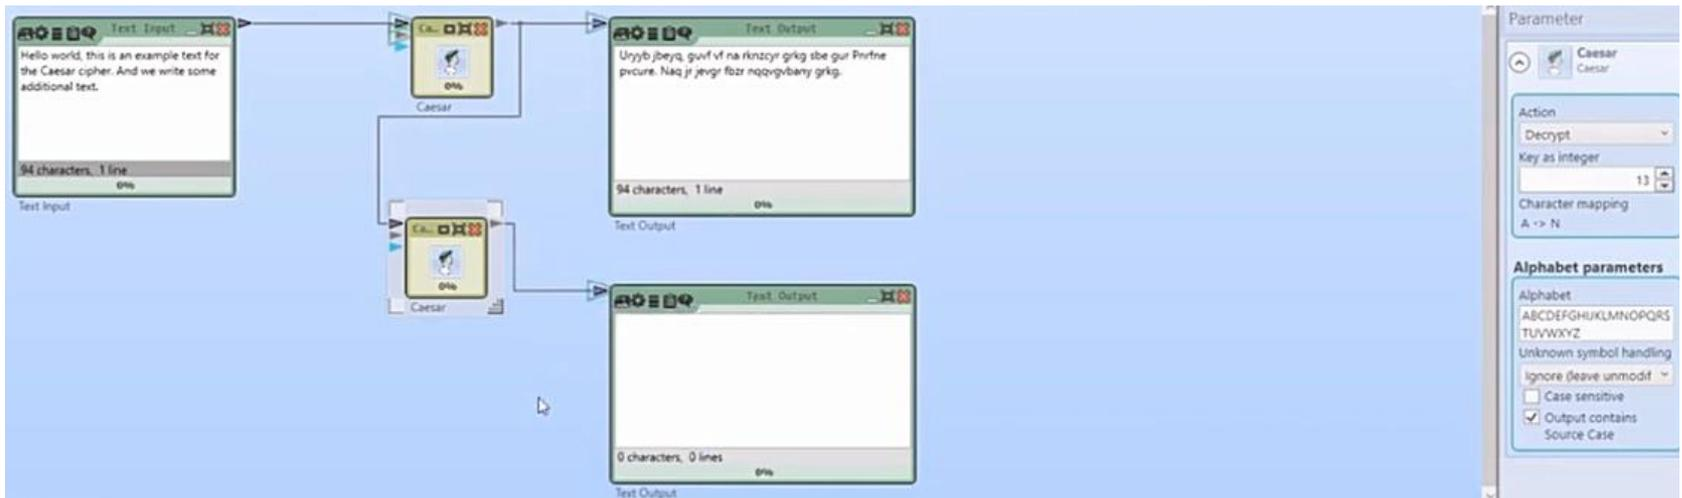 Text Input
Hello world, this is an example text for
the Caesar cipher. And we write some
additional text.
94 characters, 1 line
0%
Text Input
Ca...
0%
Caesar
Text Output
Uryyb jbeyq, guvf vf na rknzcyr grkg sbe gur Pnrfne
pvcure. Naq jr jevgr fbzr nqqvgvbany grkg.
94 characters, 1 line
0%
Text Output
Ca...
0%
Caesar
Text Output
0 characters, 0 lines
0%
Text Output
Parameter
Caesar
Caesar
Action
Decrypt
Key as integer
13
Character mapping
A -> N
Alphabet parameters
Alphabet
ABCDEFGHIJKLMNOPQRS
TUVWXYZ
Unknown symbol handling
Ignore (leave unmodif
Case sensitive
Output contains
Source Case